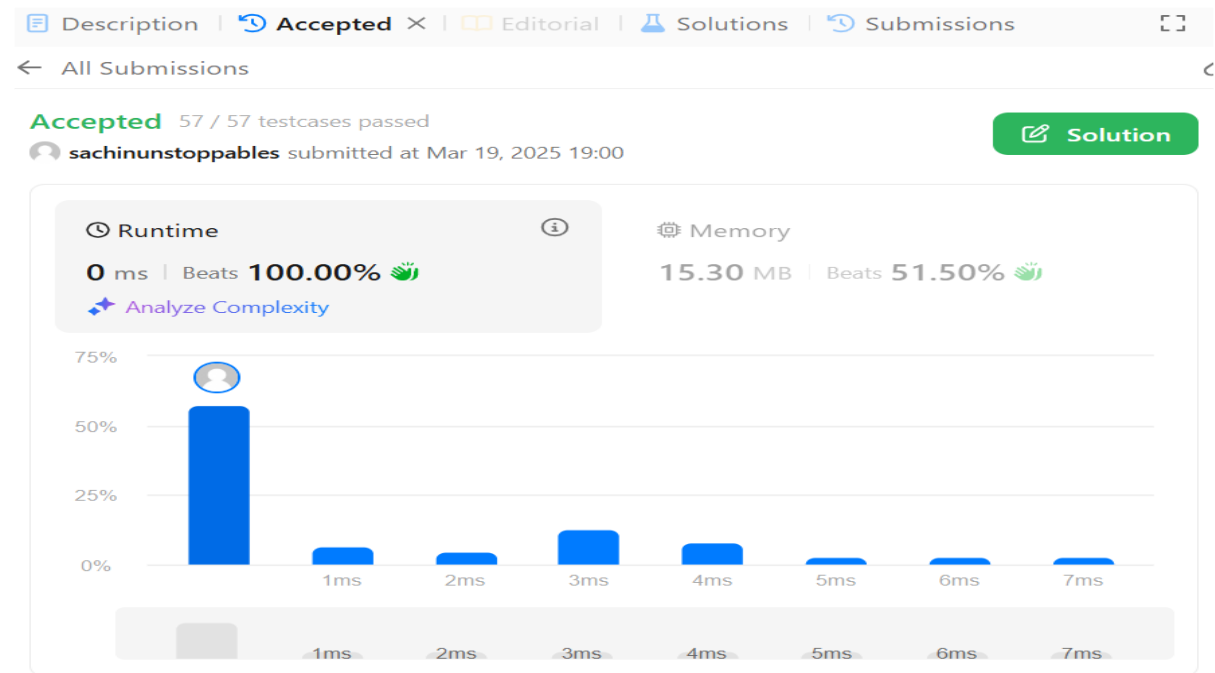 Description Accepted Editorial Solutions Submissions
All Submissions
Accepted 57 / 57 testcases passed
Solution
sachinunstoppables submitted at Mar 19, 2025 19:00
Runtime
0 ms Beats 100.00%
Analyze Complexity
Memory
15.30 MB Beats 51.50%
75%
50%
25%
0%
1ms 2ms 3ms 4ms 5ms 6ms 7ms
1ms 2ms 3ms 4ms 5ms 6ms 7ms